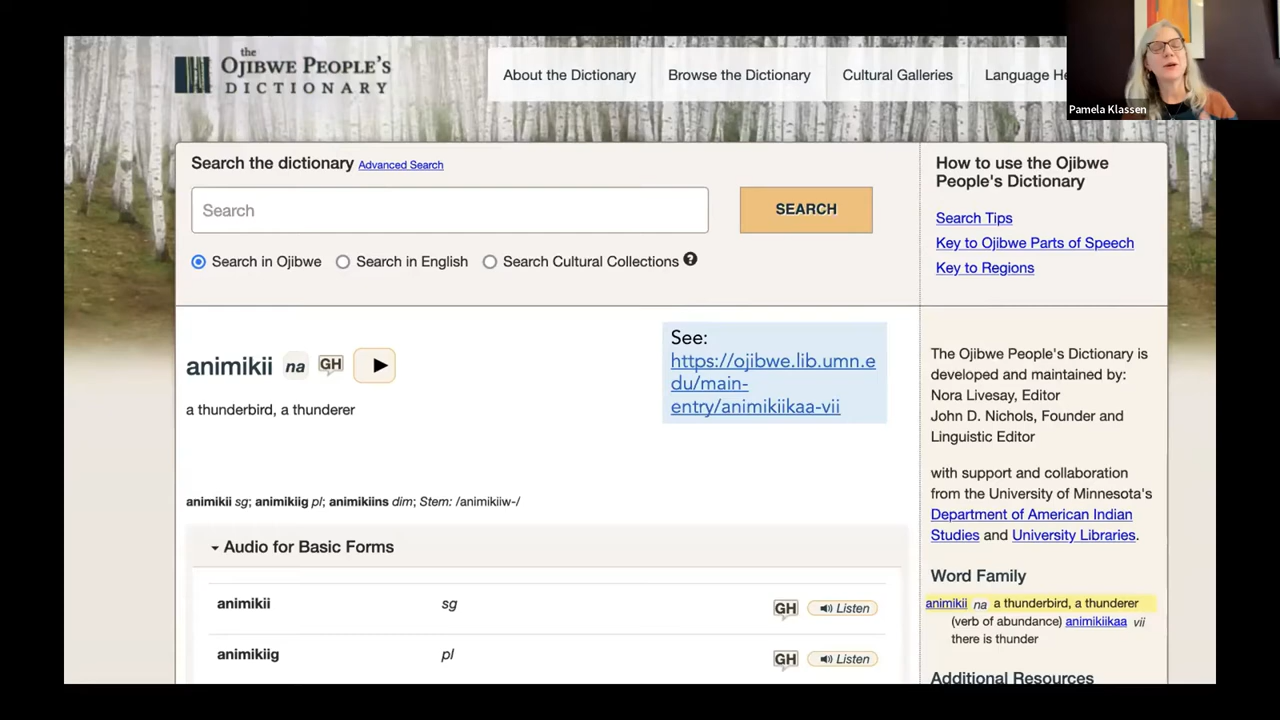 the
OJIBWE PEOPLE'S
DICTIONARY
About the Dictionary
Browse the Dictionary
Cultural Galleries
Language He
Pamela Klassen
Search the dictionary Advanced Search
Search
SEARCH
Search in Ojibwe
Search in English
Search Cultural Collections ?
How to use the Ojibwe
People's Dictionary
Search Tips
Key to Ojibwe Parts of Speech
Key to Regions
animikii na GH
a thunderbird, a thunderer
See:
https://ojibwe.lib.umn.e
du/main-
entry/animikiikaa-vii
animikii sg; animikiig pl; animikiins dim; Stem: /animikiiw-/
Audio for Basic Forms
animikii sg GH Listen
animikiig pl GH Listen
The Ojibwe People's Dictionary is
developed and maintained by:
Nora Livesay, Editor
John D. Nichols, Founder and
Linguistic Editor
with support and collaboration
from the University of Minnesota's
Department of American Indian
Studies and University Libraries.
Word Family
animikii na a thunderbird, a thunderer
(verb of abundance) animikiikaa vii
there is thunder
Additional Resources